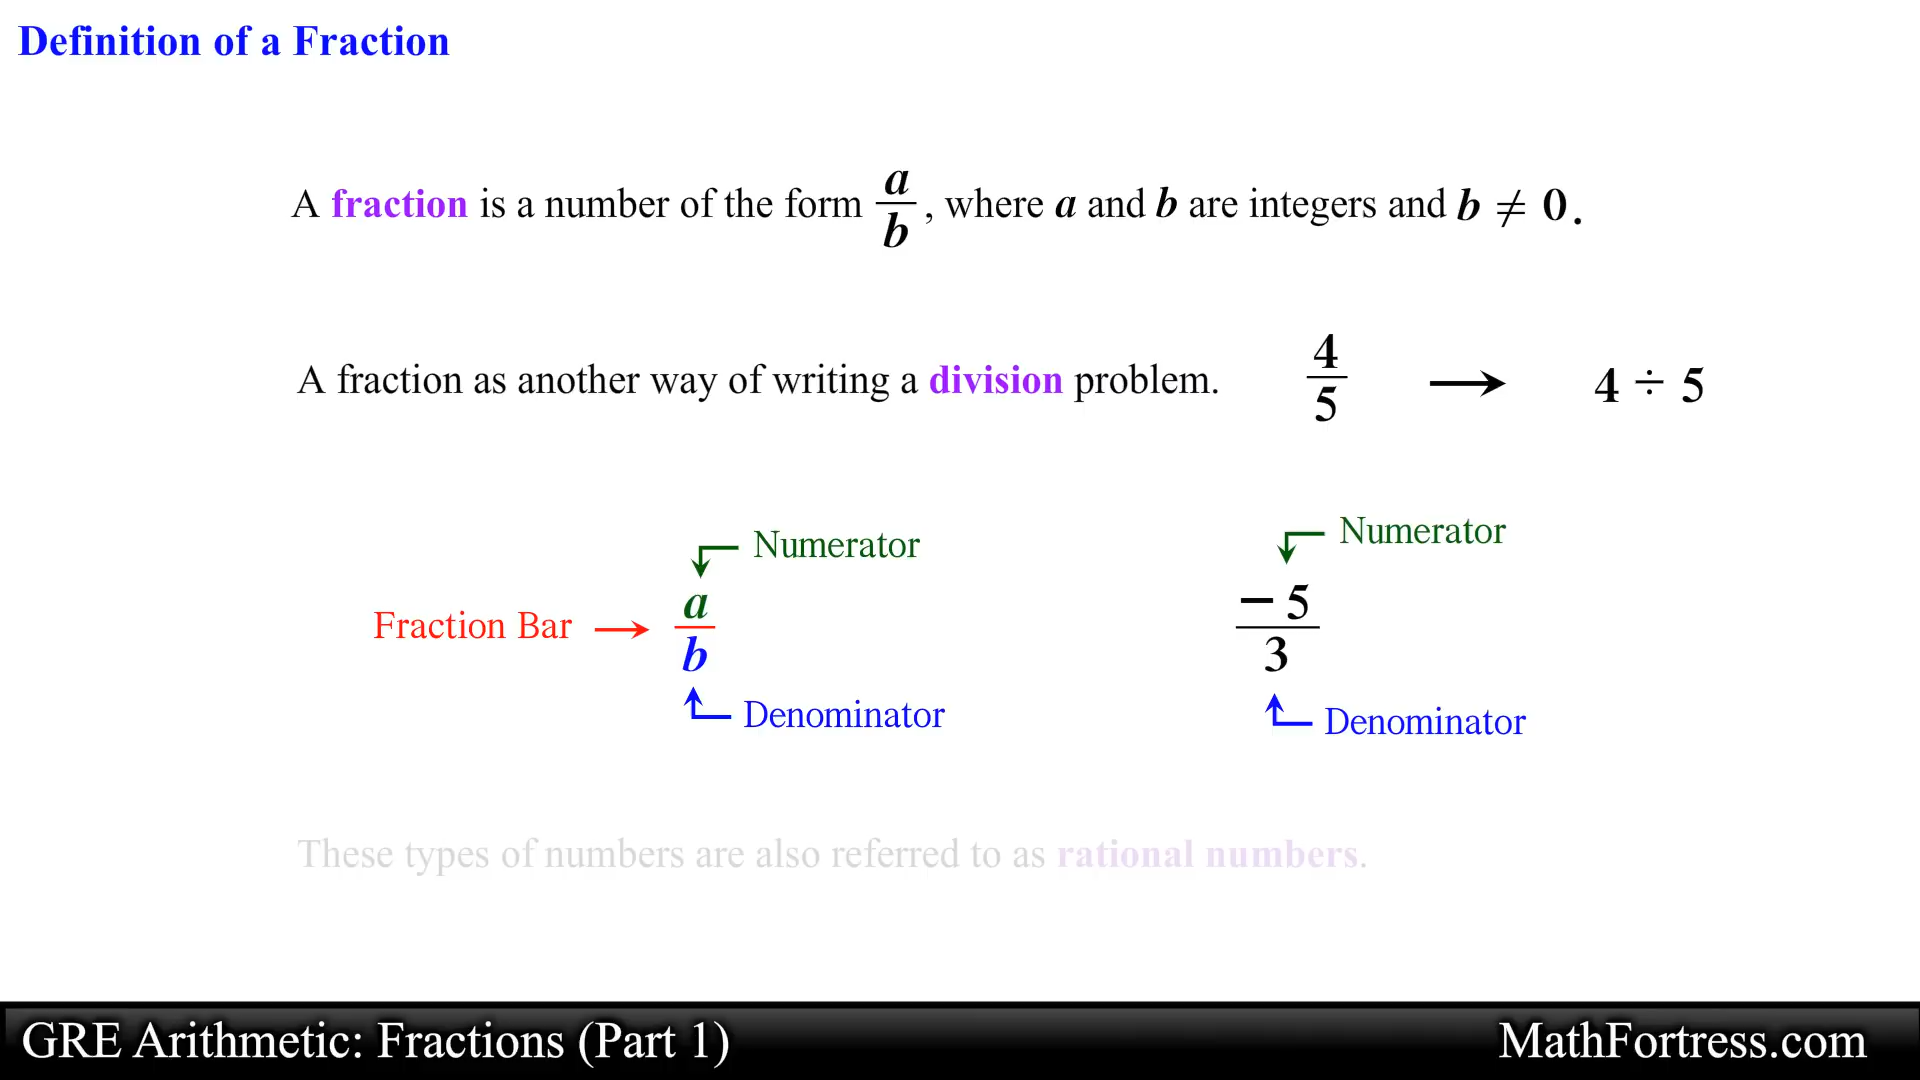 Definition of a Fraction
A fraction is a number of the form a/b, where a and b are integers and b ≠ 0.
A fraction as another way of writing a division problem. 4/5 → 4 ÷ 5
Numerator
Fraction Bar → a/b
Denominator
Numerator
-5/3
Denominator
These types of numbers are also referred to as rational numbers.
GRE Arithmetic: Fractions (Part 1)
MathFortress.com